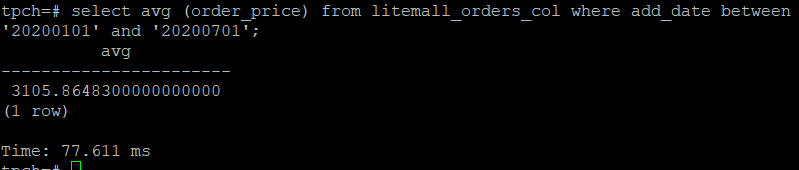 tpch=# select avg (order_price) from litemall_orders_col where add_date between
'20200101' and '20200701';
avg
-----------------------
3105.8648300000000000
(1 row)
Time: 77.611 ms
tpch=#